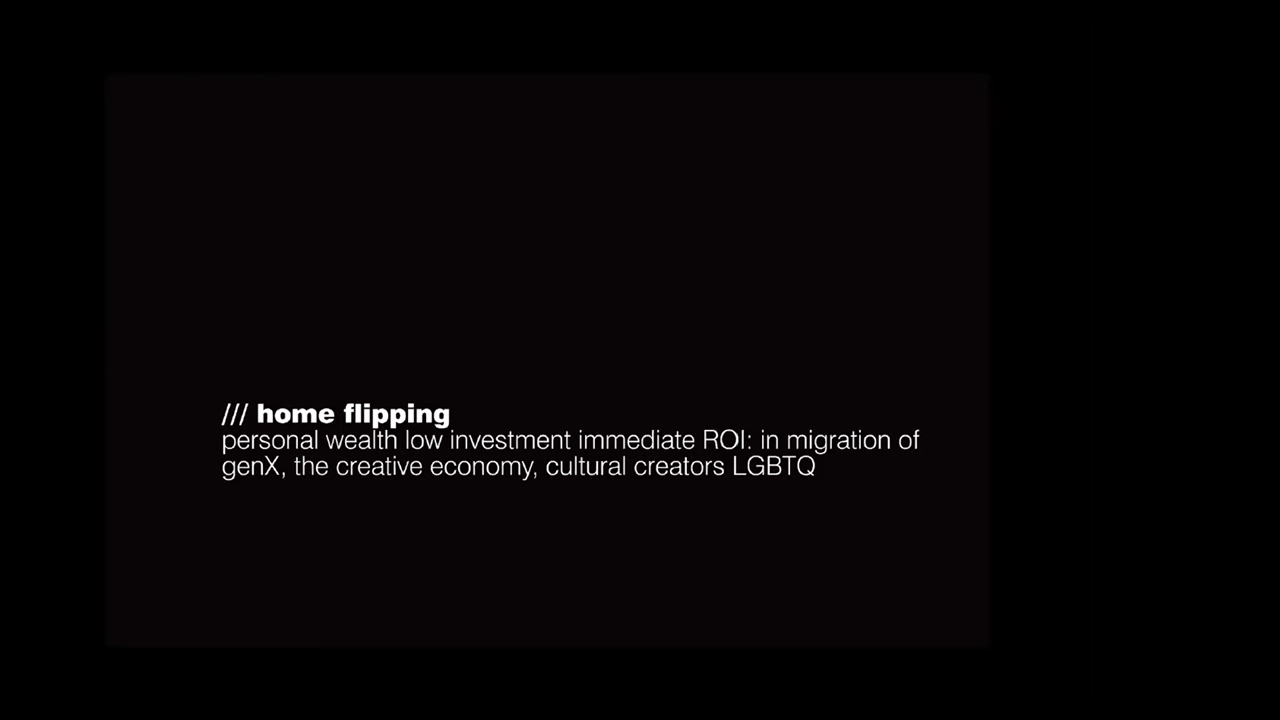 /// home flipping
personal wealth low investment immediate ROI: in migration of
genX, the creative economy, cultural creators LGBTQ